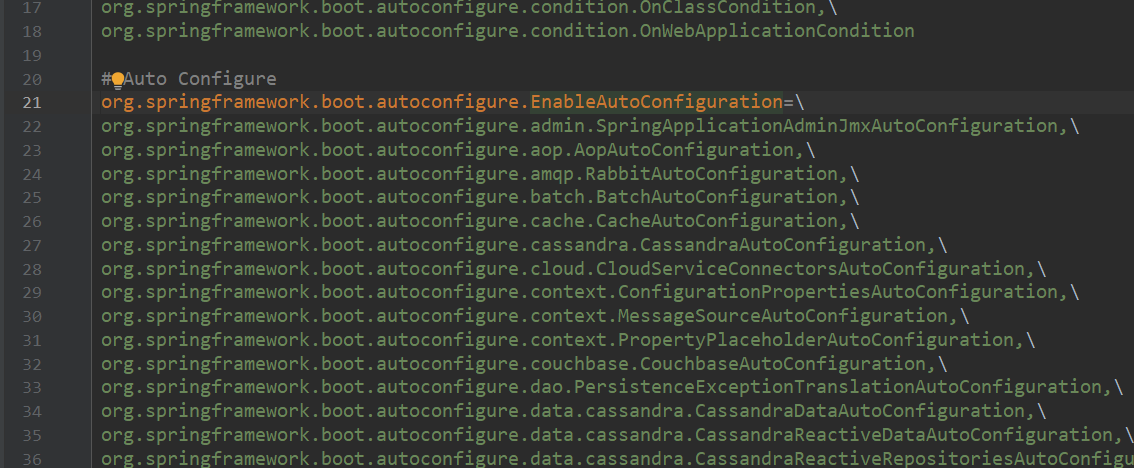 17 org.springframework.boot.autoconfigure.condition.OnClassCondition,\
18 org.springframework.boot.autoconfigure.condition.OnWebApplicationCondition
19
20 # Auto Configure
21 org.springframework.boot.autoconfigure.EnableAutoConfiguration=\
22 org.springframework.boot.autoconfigure.admin.SpringApplicationAdminJmxAutoConfiguration,\
23 org.springframework.boot.autoconfigure.aop.AopAutoConfiguration,\
24 org.springframework.boot.autoconfigure.amqp.RabbitAutoConfiguration,\
25 org.springframework.boot.autoconfigure.batch.BatchAutoConfiguration,\
26 org.springframework.boot.autoconfigure.cache.CacheAutoConfiguration,\
27 org.springframework.boot.autoconfigure.cassandra.CassandraAutoConfiguration,\
28 org.springframework.boot.autoconfigure.cloud.CloudServiceConnectorsAutoConfiguration,\
29 org.springframework.boot.autoconfigure.context.ConfigurationPropertiesAutoConfiguration,\
30 org.springframework.boot.autoconfigure.context.MessageSourceAutoConfiguration,\
31 org.springframework.boot.autoconfigure.context.PropertyPlaceholderAutoConfiguration,\
32 org.springframework.boot.autoconfigure.couchbase.CouchbaseAutoConfiguration,\
33 org.springframework.boot.autoconfigure.dao.PersistenceExceptionTranslationAutoConfiguration,\
34 org.springframework.boot.autoconfigure.data.cassandra.CassandraDataAutoConfiguration,\
35 org.springframework.boot.autoconfigure.data.cassandra.CassandraReactiveDataAutoConfiguration,\
36 org.springframework.boot.autoconfigure.data.cassandra.CassandraReactiveRepositoriesAutoConfigu